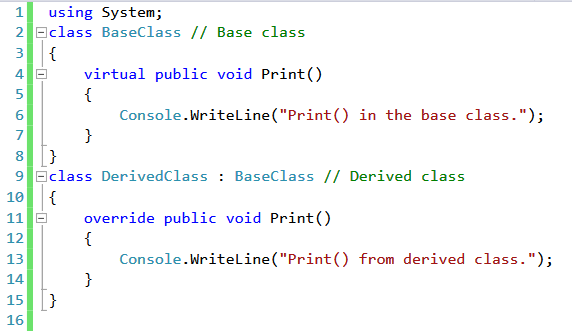 1 using System;
2 class BaseClass // Base class
3 {
4     virtual public void Print()
5     {
6         Console.WriteLine("Print() in the base class.");
7     }
8 }
9 class DerivedClass : BaseClass // Derived class
10 {
11     override public void Print()
12     {
13         Console.WriteLine("Print() from derived class.");
14     }
15 }
16